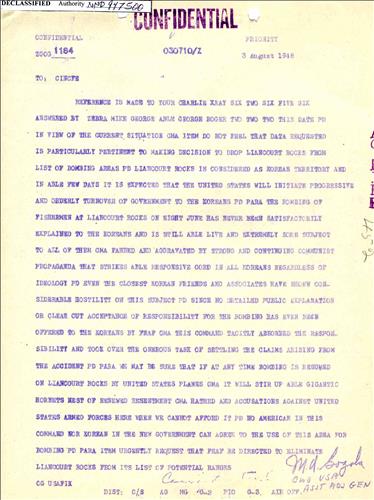 DECLASSIFIED Authority NND 977500
CONFIDENTIAL
CONFIDENTIAL PRIORITY
ZGCG 1164 030710/Z 3 August 1948
TO: CINCFE
REFERENCE IS MADE TO YOUR CHARLIE XRAY SIX TWO SIX FIVE SIX
ANSWERED BY ZEBRA MIKE GEORGE ABLE GEORGE ROGER TWO TWO TWO THIS DATE PD
IN VIEW OF THE CURRENT SITUATION CMA ITEM DO NOT FEEL THAT DATA REQUESTED
IS PARTICULARLY PERTINENT TO MAKING DECISION TO DROP LIANCOURT ROCKS FROM
LIST OF BOMBING AREAS PD LIANCOURT ROCKS IS CONSIDERED AS KOREAN TERRITORY AND
IN ABLE FEW DAYS IT IS EXPECTED THAT THE UNITED STATES WILL INITIATE PROGRESSIVE
AND ORDERLY TURNOVER OF GOVERNMENT TO THE KOREANS PD PARA THE BOMBING OF
FISHERMEN AT LIANCOURT ROCKS ON EIGHT JUNE HAS NEVER BEEN SATISFACTORILY
EXPLAINED TO THE KOREANS AND IS STILL ABLE LIVE AND EXTREMELY SORE SUBJECT
TO ALL OF THEM CMA FANNED AND AGGRAVATED BY STRONG AND CONTINUING COMMUNIST
PROPAGANDA THAT STRIKES ABLE RESPONSIVE CORD IN ALL KOREANS REGARDLESS OF
IDEOLOGY PD EVEN THE CLOSEST KOREAN FRIENDS AND ASSOCIATES HAVE SHOWN CON-
SIDERABLE HOSTILITY ON THIS SUBJECT PD SINCE NO DETAILED PUBLIC EXPLANATION
OR CLEAR CUT ACCEPTANCE OF RESPONSIBILITY FOR THE BOMBING HAS EVER BEEN
OFFERED TO THE KOREANS BY FEAF CMA THIS COMMAND TACITLY ABSORBED THE RESPON-
SIBILITY AND TOOK OVER THE ONEROUS TASK OF SETTLING THE CLAIMS ARISING FROM
THE ACCIDENT PD PARA WE MAY BE SURE THAT IF AT ANY TIME BOMBING IS RESUMED
ON LIANCOURT ROCKS BY UNITED STATES PLANES CMA IT WILL STIR UP ABLE GIGANTIC
HORNETS NEST OF RENEWED RESENTMENT CMA HATRED AND ACCUSATIONS AGAINST UNITED
STATES ARMED FORCES HERE WHEN WE CANNOT AFFORD IT PD NO AMERICAN IN THIS
COMMAND NOR KOREAN IN THE NEW GOVERNMENT CAN AGREE TO THE USE OF THIS AREA FOR
BOMBING PD PARA ITEM URGENTLY REQUEST THAT FEAF BE DIRECTED TO ELIMINATE
LIANCOURT ROCKS FROM ITS LIST OF POTENTIAL RANGES
CG USAFIK
CWO USA
ASST ADJ GEN
DIST: C/S AG MG G-2 PIO G-3